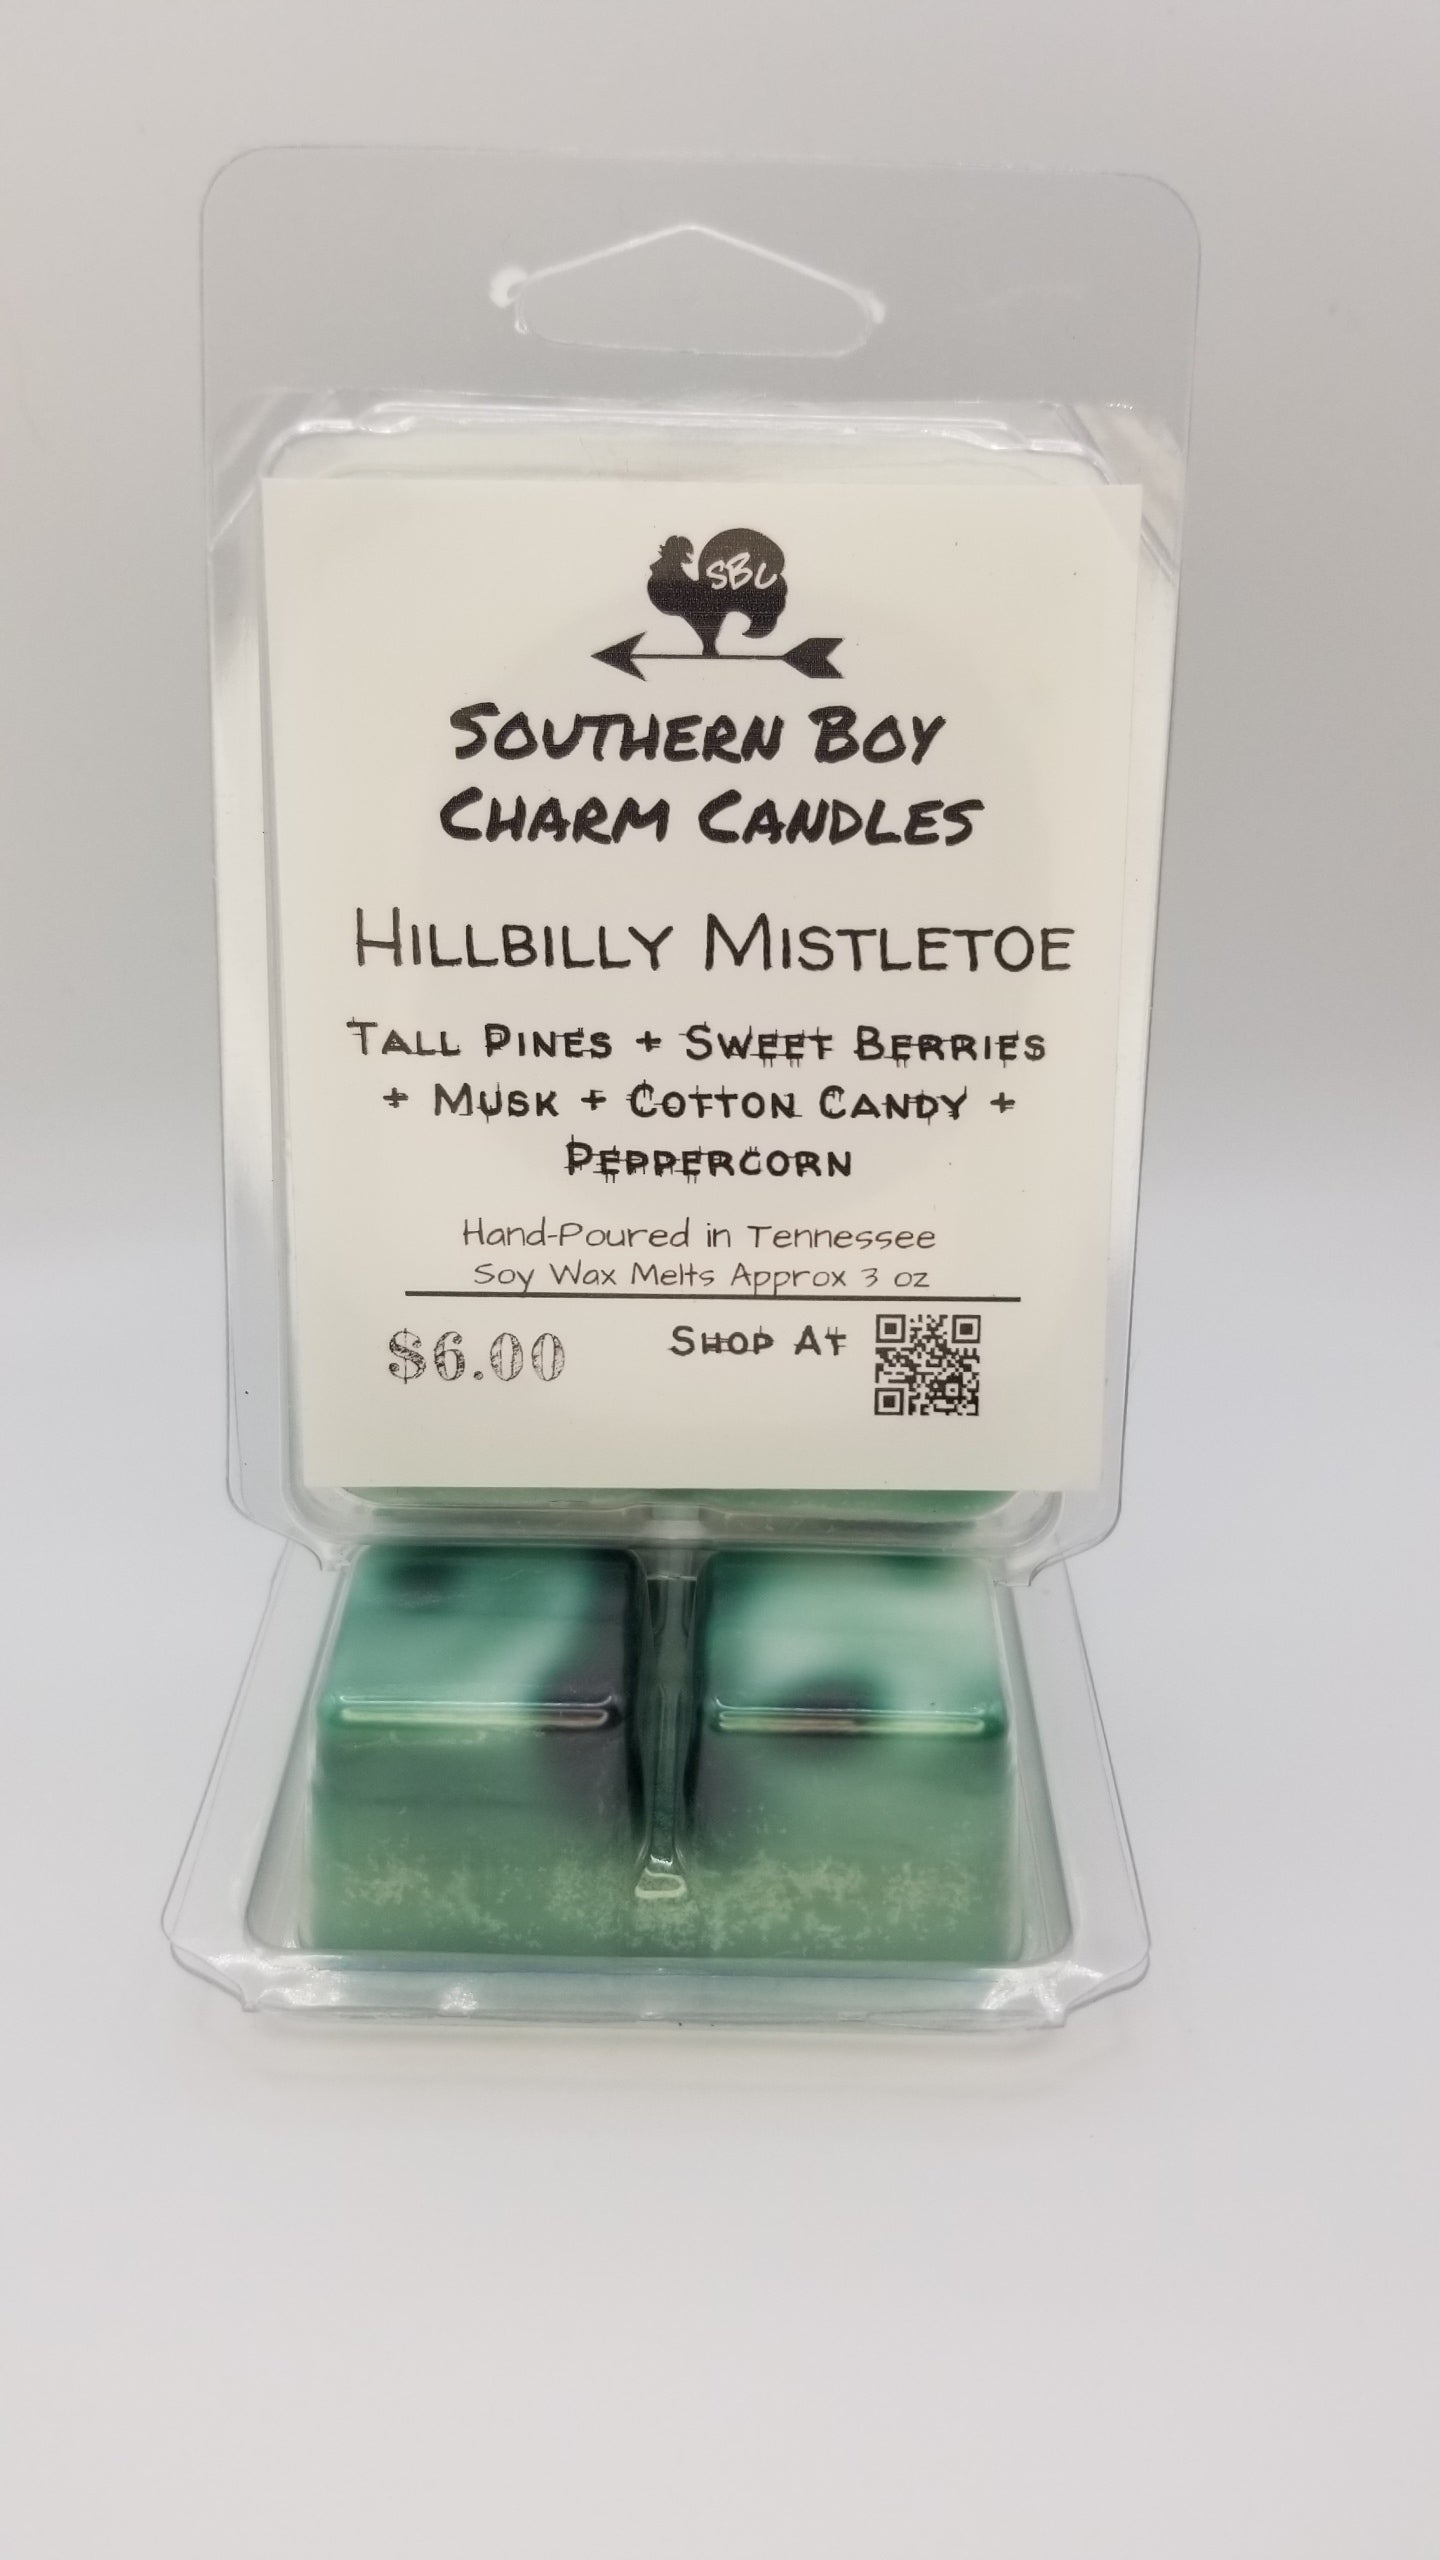 SBC
Southern Boy
Charm Candles
Hillbilly Mistletoe
Tall Pines + Sweet Berries
+ Musk + Cotton Candy +
Peppercorn
Hand-Poured in Tennessee
Soy Wax Melts Approx 3 oz
$6.00 Shop At